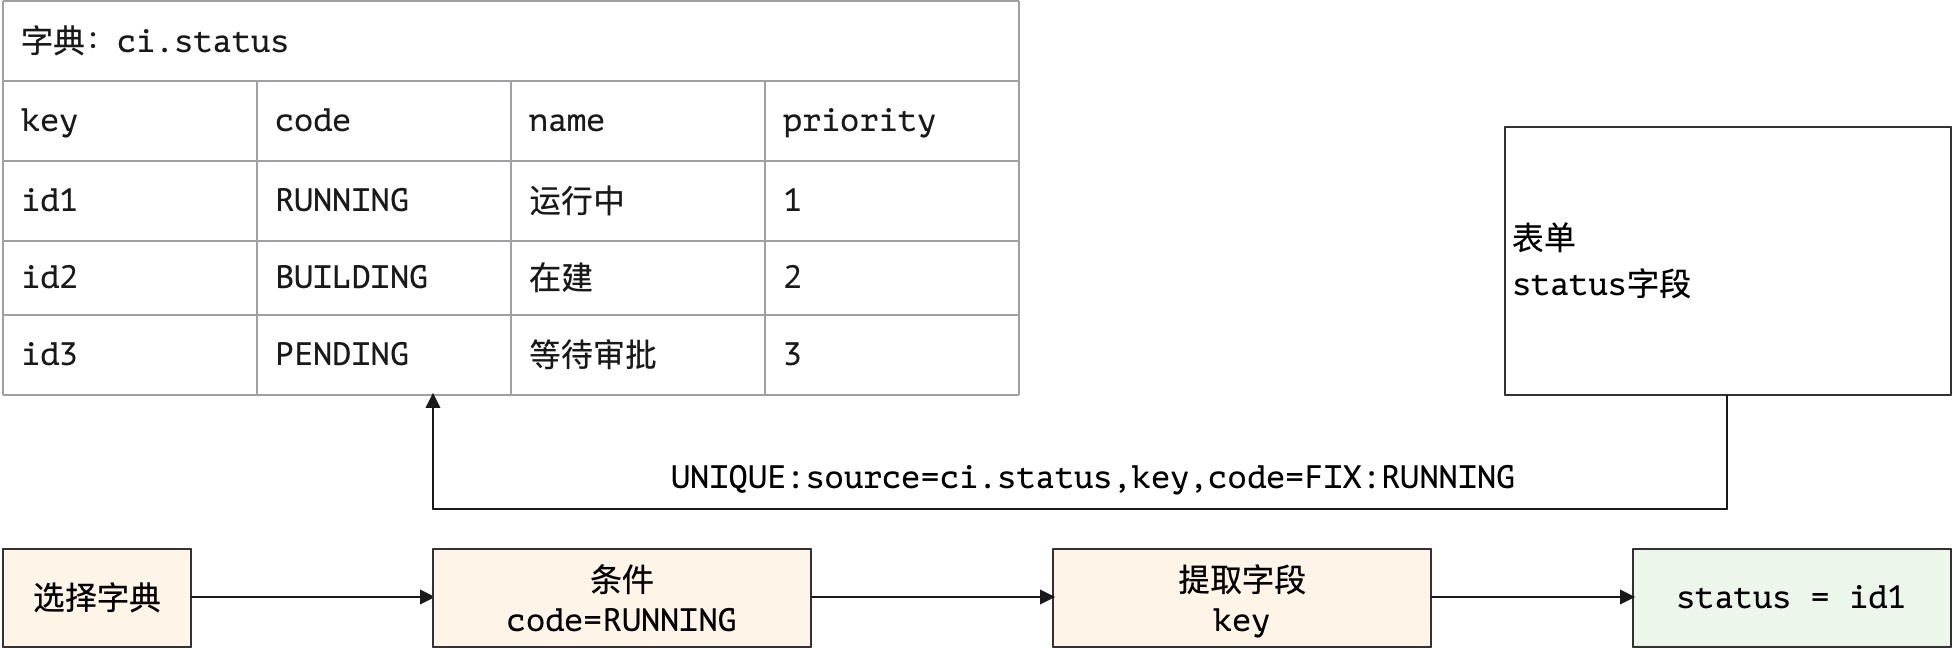 字典：ci.status
key code name priority
id1 RUNNING 运行中 1
id2 BUILDING 在建 2
id3 PENDING 等待审批 3
表单
status字段
UNIQUE:source=ci.status,key,code=FIX:RUNNING
选择字典
条件
code=RUNNING
提取字段
key
status = id1